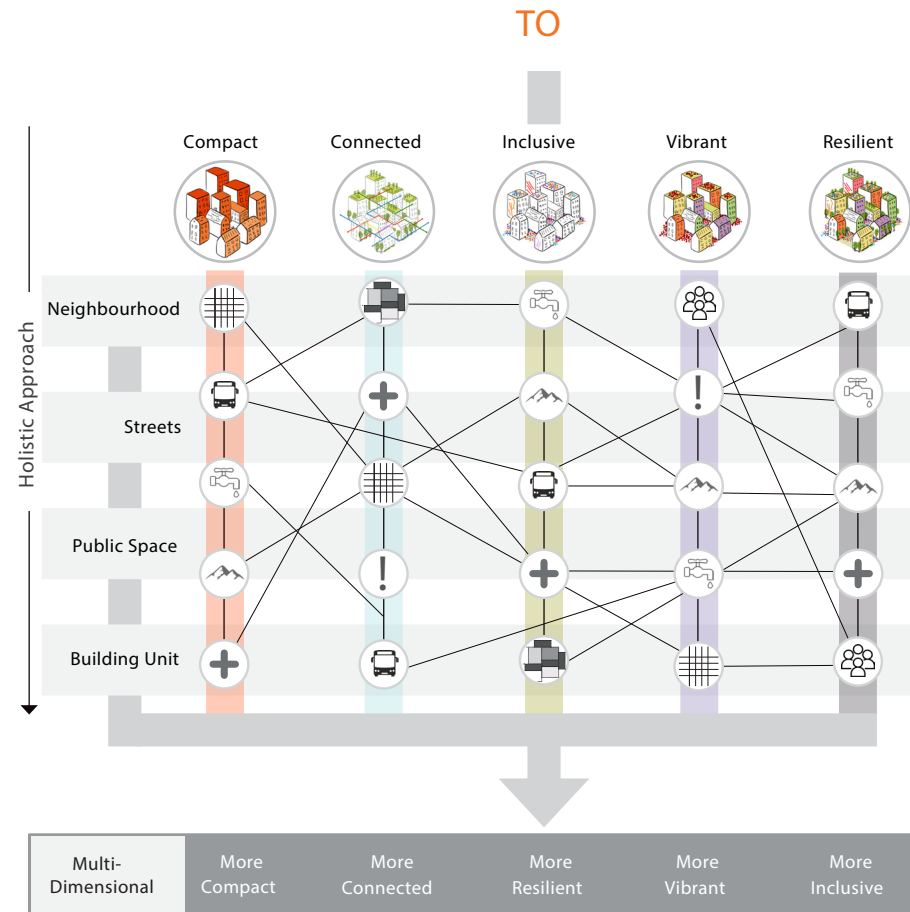 TO
Compact
Connected
Inclusive
Vibrant
Resilient
Holistic Approach
Neighbourhood
Streets
Public Space
Building Unit
Multi-
Dimensional
More
Compact
More
Connected
More
Resilient
More
Vibrant
More
Inclusive